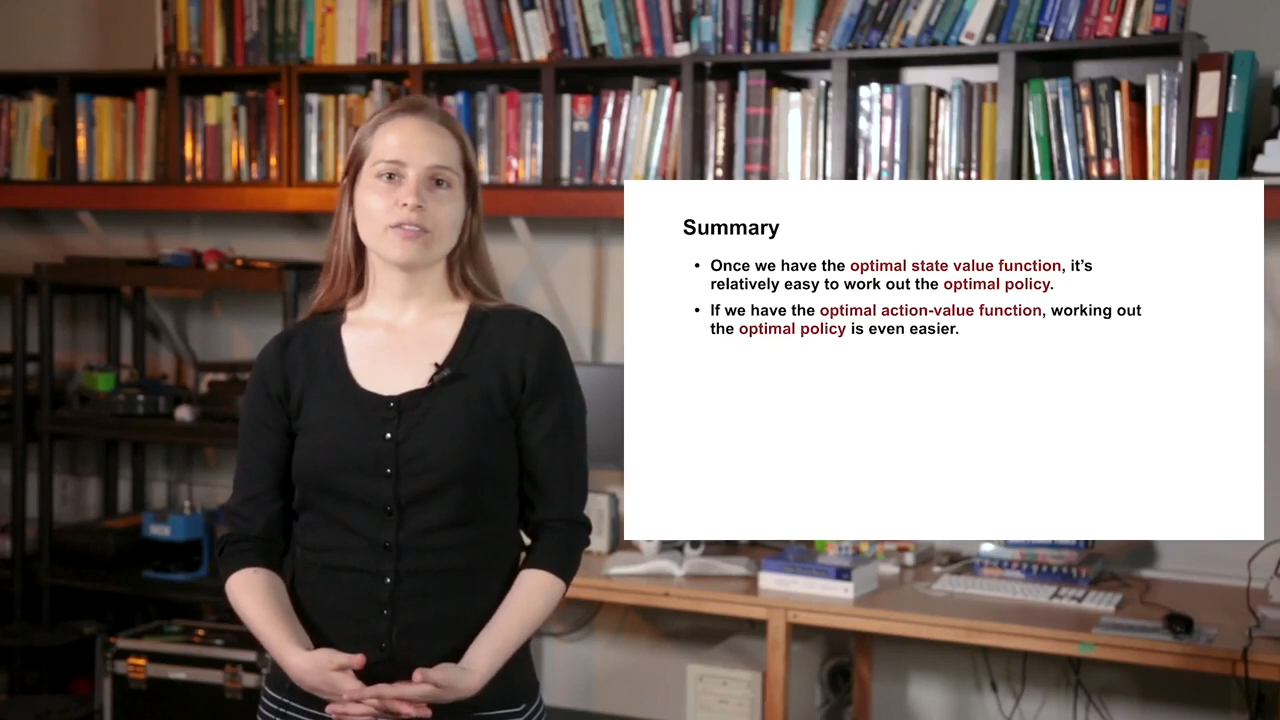 Summary
• Once we have the optimal state value function, it’s
relatively easy to work out the optimal policy.
• If we have the optimal action-value function, working out
the optimal policy is even easier.